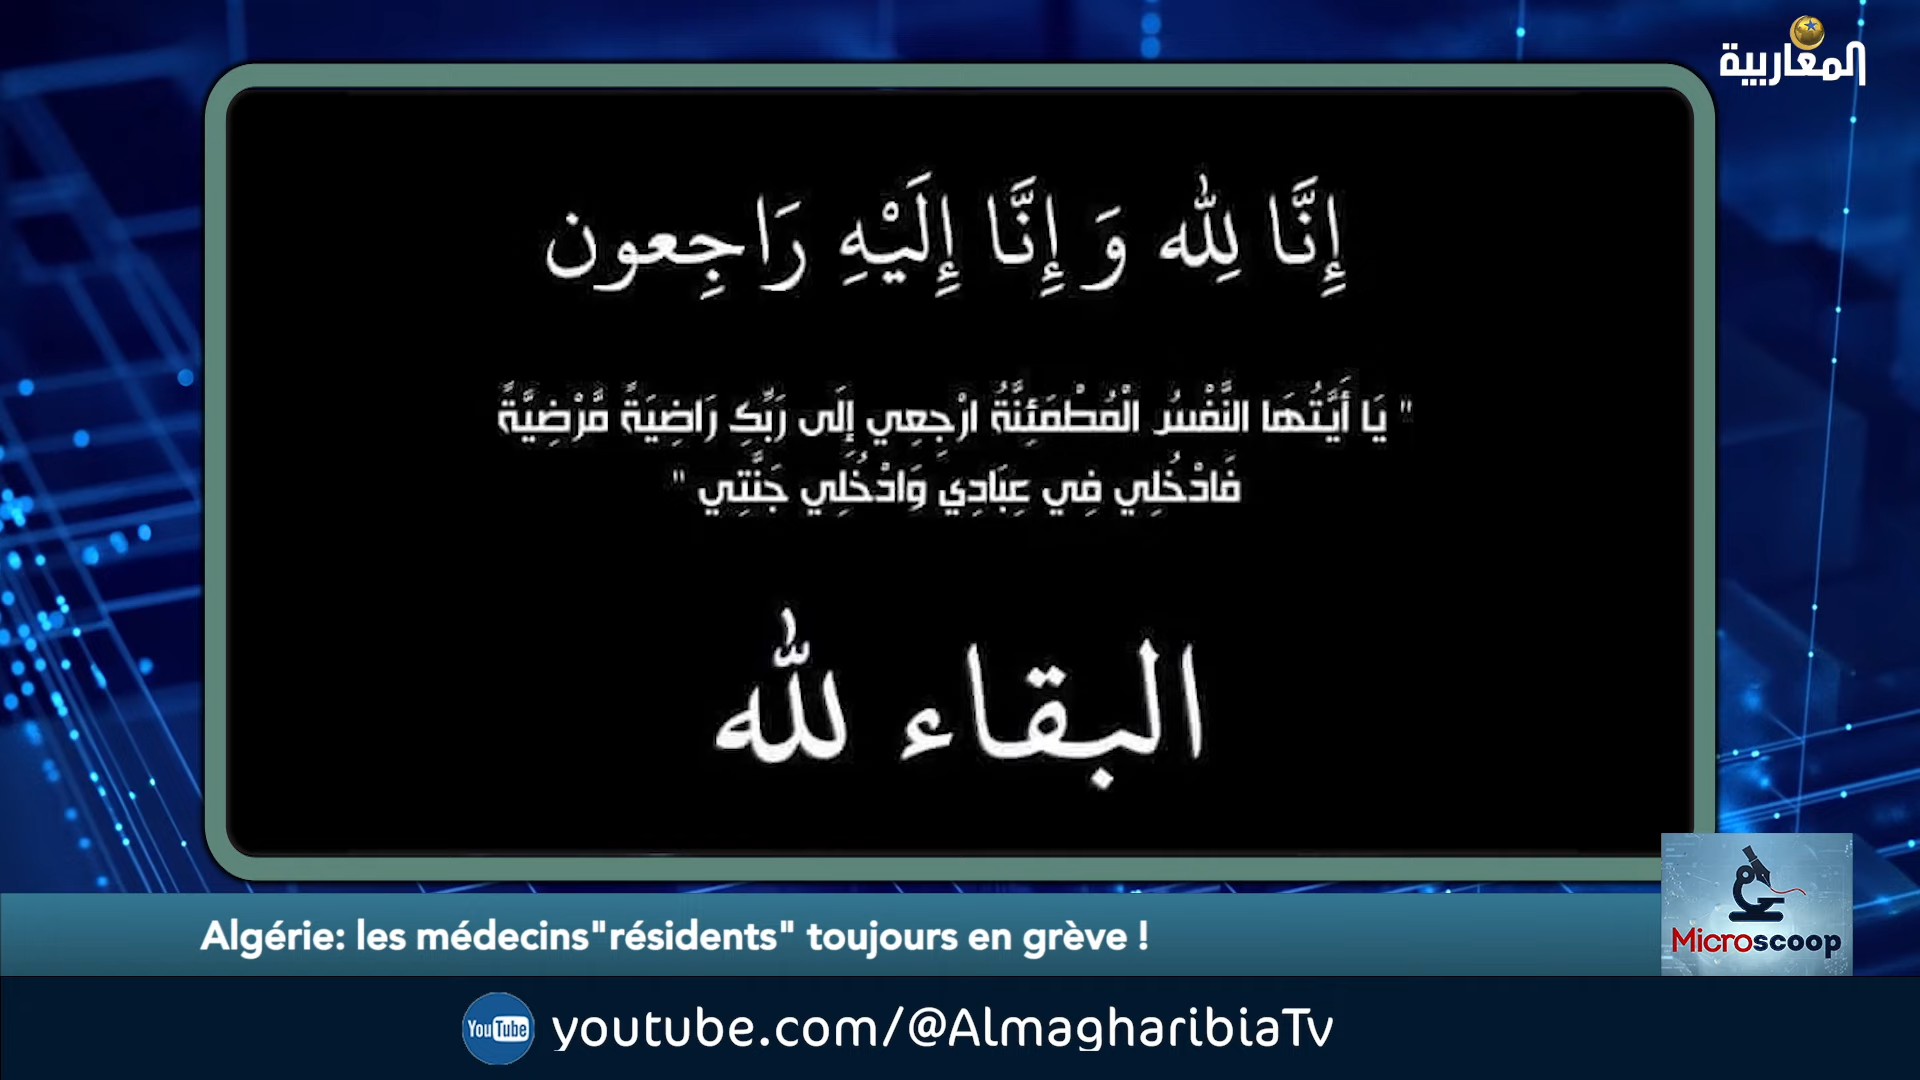 المغاربية
إِنَّا لِلّٰه وَ إِنَّا إِلَيْهِ رَاجِعون
" يَا أَيَّتُهَا النَّفْسُ الْمُطْمَئِنَّةُ ارْجِعِي إِلَى رَبِّكِ رَاضِيَةً مَّرْضِيَّةً
فَادْخُلِي فِي عِبَادِي وَادْخُلِي جَنَّتِي "
البقاء للّٰه
Algérie: les médecins"résidents" toujours en grève !
Microscoop
YouTube youtube.com/@AlmagharibiaTv